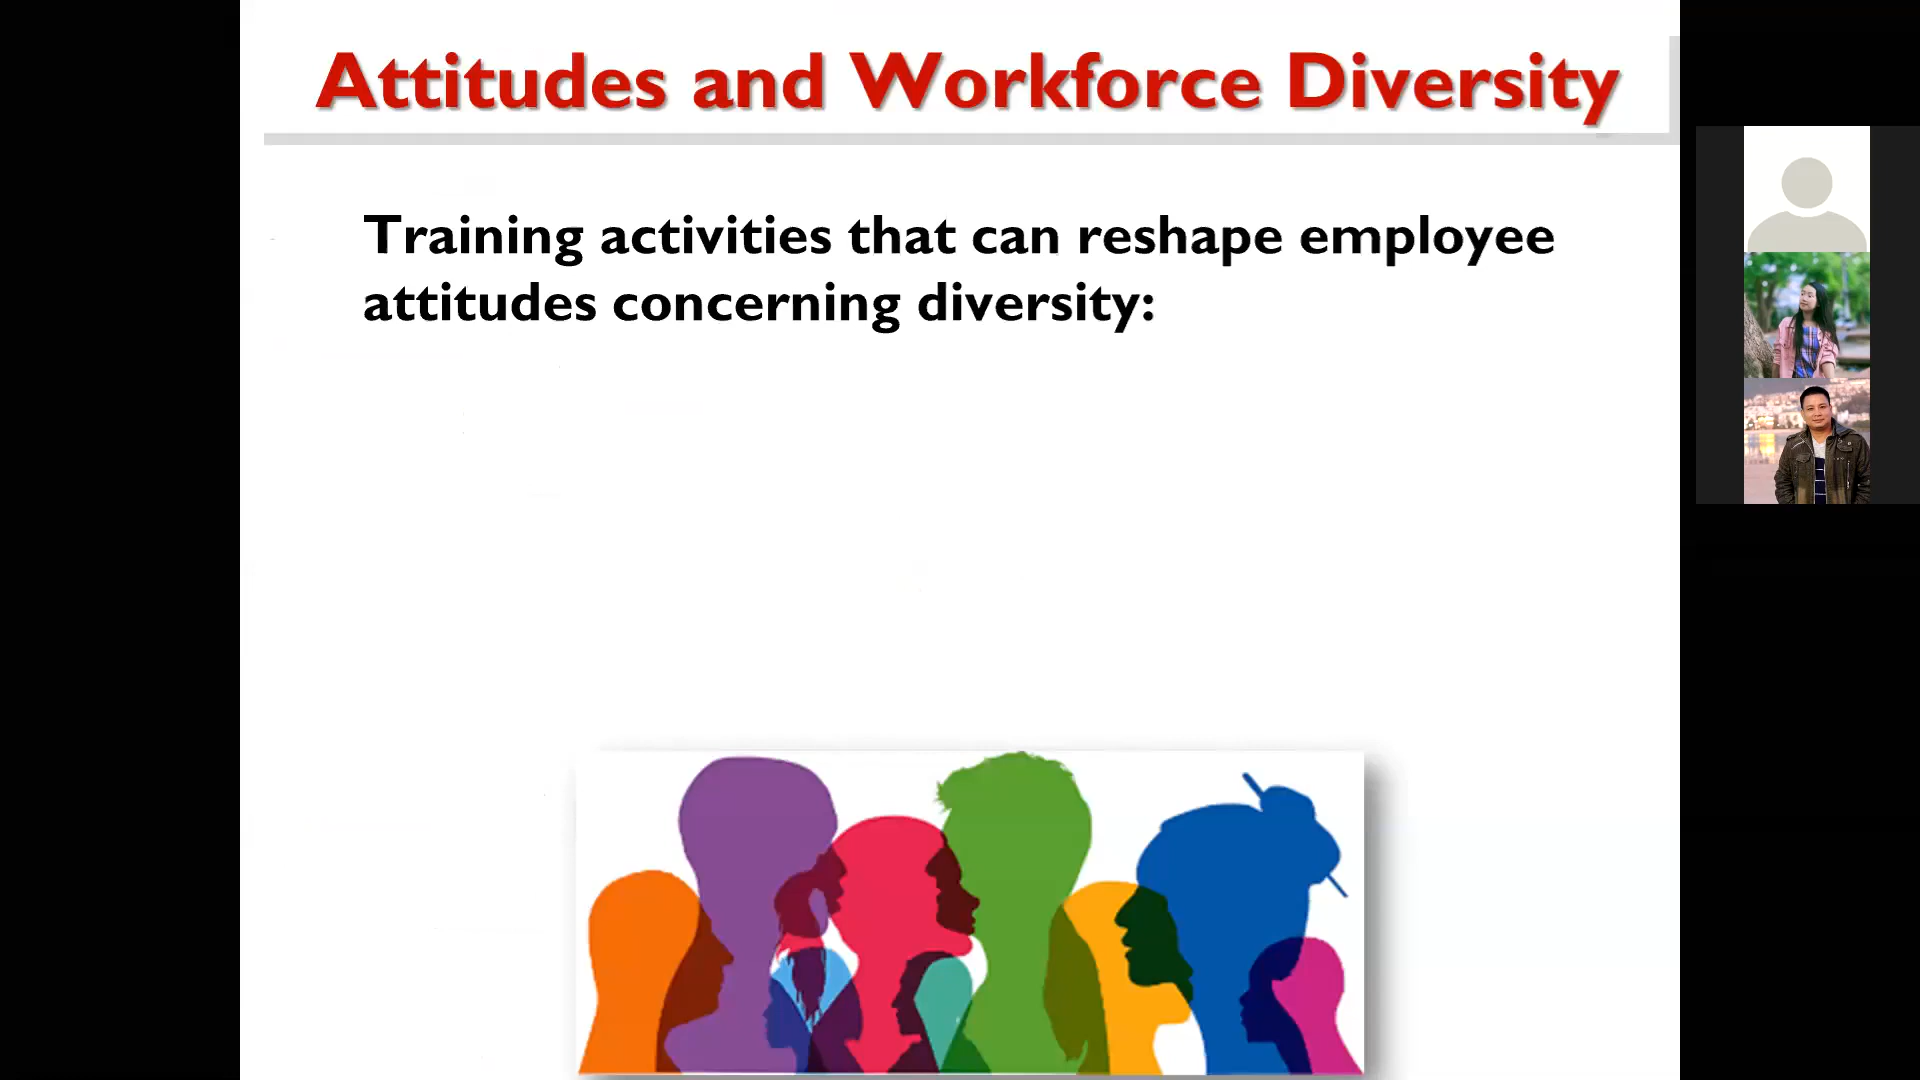 Attitudes and Workforce Diversity
Training activities that can reshape employee
attitudes concerning diversity: